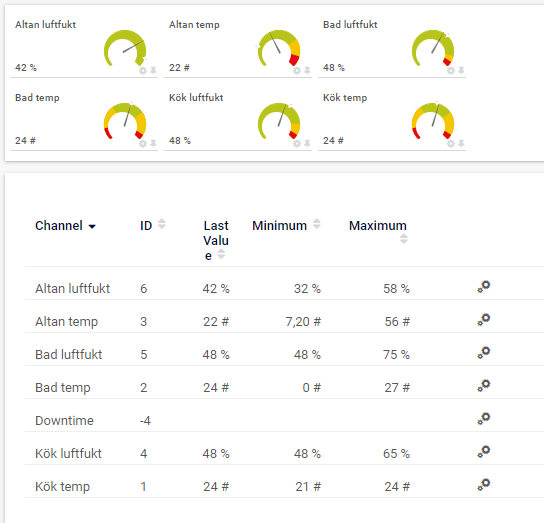 Altan luftfukt Altan temp Bad luftfukt
42 % 22 # 48 %
Bad temp Kök luftfukt Kök temp
24 # 48 % 24 #
Channel ID Last Value Minimum Maximum
Altan luftfukt 6 42 % 32 % 58 %
Altan temp 3 22 # 7,20 # 56 #
Bad luftfukt 5 48 % 48 % 75 %
Bad temp 2 24 # 0 # 27 #
Downtime -4
Kök luftfukt 4 48 % 48 % 65 %
Kök temp 1 24 # 21 # 24 #